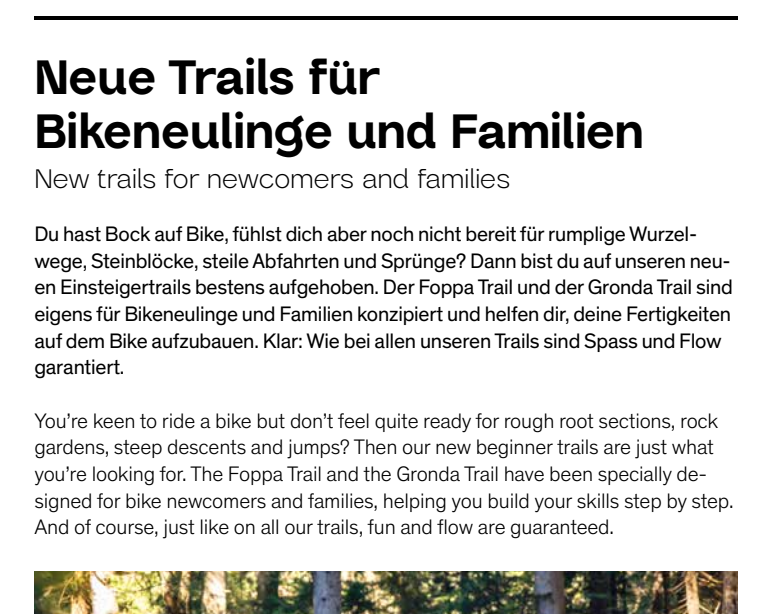 Neue Trails für
Bikeneulinge und Familien
New trails for newcomers and families
Du hast Bock auf Bike, fühlst dich aber noch nicht bereit für rumplige Wurzel-
wege, Steinblöcke, steile Abfahrten und Sprünge? Dann bist du auf unseren neu-
en Einsteigertrails bestens aufgehoben. Der Foppa Trail und der Gronda Trail sind
eigens für Bikeneulinge und Familien konzipiert und helfen dir, deine Fertigkeiten
auf dem Bike aufzubauen. Klar: Wie bei allen unseren Trails sind Spass und Flow
garantiert.
You’re keen to ride a bike but don’t feel quite ready for rough root sections, rock
gardens, steep descents and jumps? Then our new beginner trails are just what
you’re looking for. The Foppa Trail and the Gronda Trail have been specially de-
signed for bike newcomers and families, helping you build your skills step by step.
And of course, just like on all our trails, fun and flow are guaranteed.